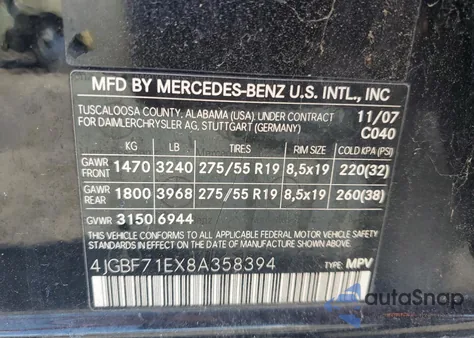 MFD BY MERCEDES-BENZ U.S. INTL., INC
TUSCALOOSA COUNTY, ALABAMA (USA). UNDER CONTRACT 11/07
FOR DAIMLERCHRYSLER AG, STUTTGART (GERMANY) C040
KG LB TIRES RIM SIZE COLD KPA (PSI)
GAWR FRONT 1470 3240 275/55 R19 8,5x19 220(32)
GAWR REAR 1800 3968 275/55 R19 8,5x19 260(38)
GVWR 3150 6944
THIS VEHICLE CONFORMS TO ALL APPLICABLE FEDERAL MOTOR VEHICLE SAFETY
STANDARDS IN EFFECT ON THE DATE OF MANUFACTURE SHOWN ABOVE.
4JGBF71EX8A358394 TYPE: MPV
autoSnap